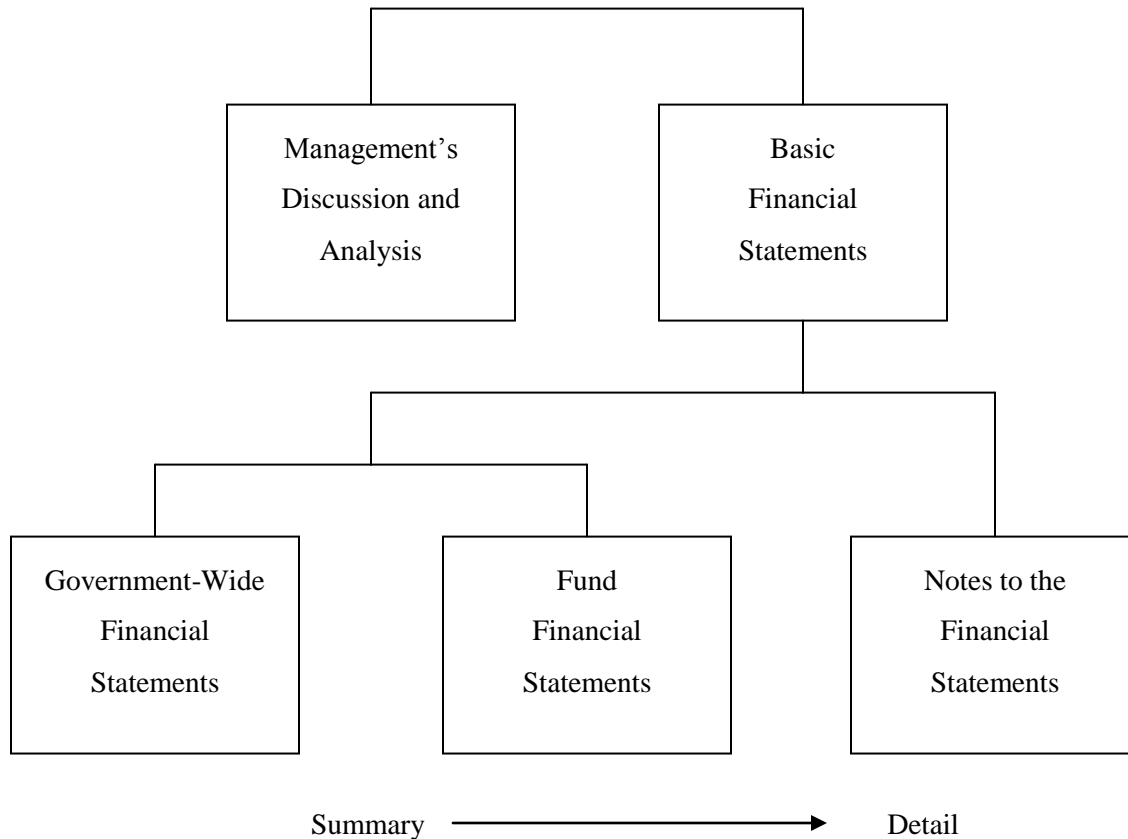 Management’s
Discussion and
Analysis
Basic
Financial
Statements
Government-Wide
Financial
Statements
Fund
Financial
Statements
Notes to the
Financial
Statements
Summary
Detail